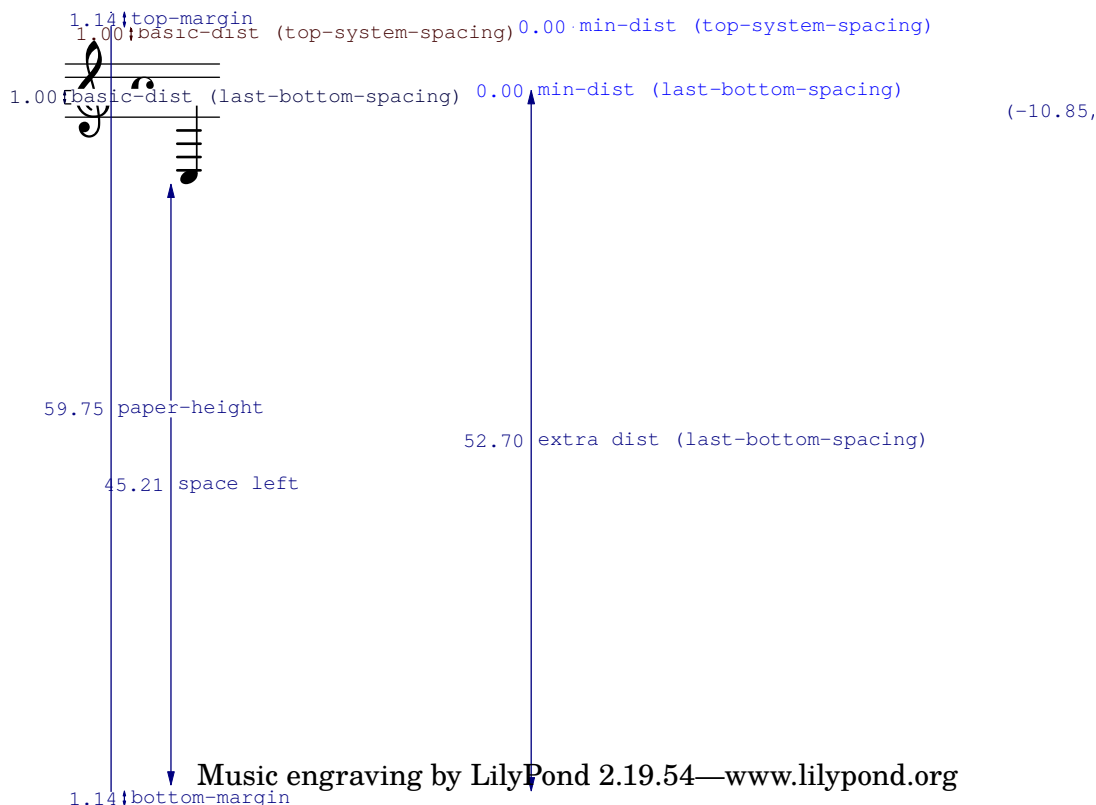 1.14 top-margin
1.00 basic-dist (top-system-spacing) 0.00 min-dist (top-system-spacing)
1.00 basic-dist (last-bottom-spacing) 0.00 min-dist (last-bottom-spacing)
(-10.85,
59.75 paper-height
52.70 extra dist (last-bottom-spacing)
45.21 space left
Music engraving by LilyPond 2.19.54—www.lilypond.org
1.14 bottom-margin